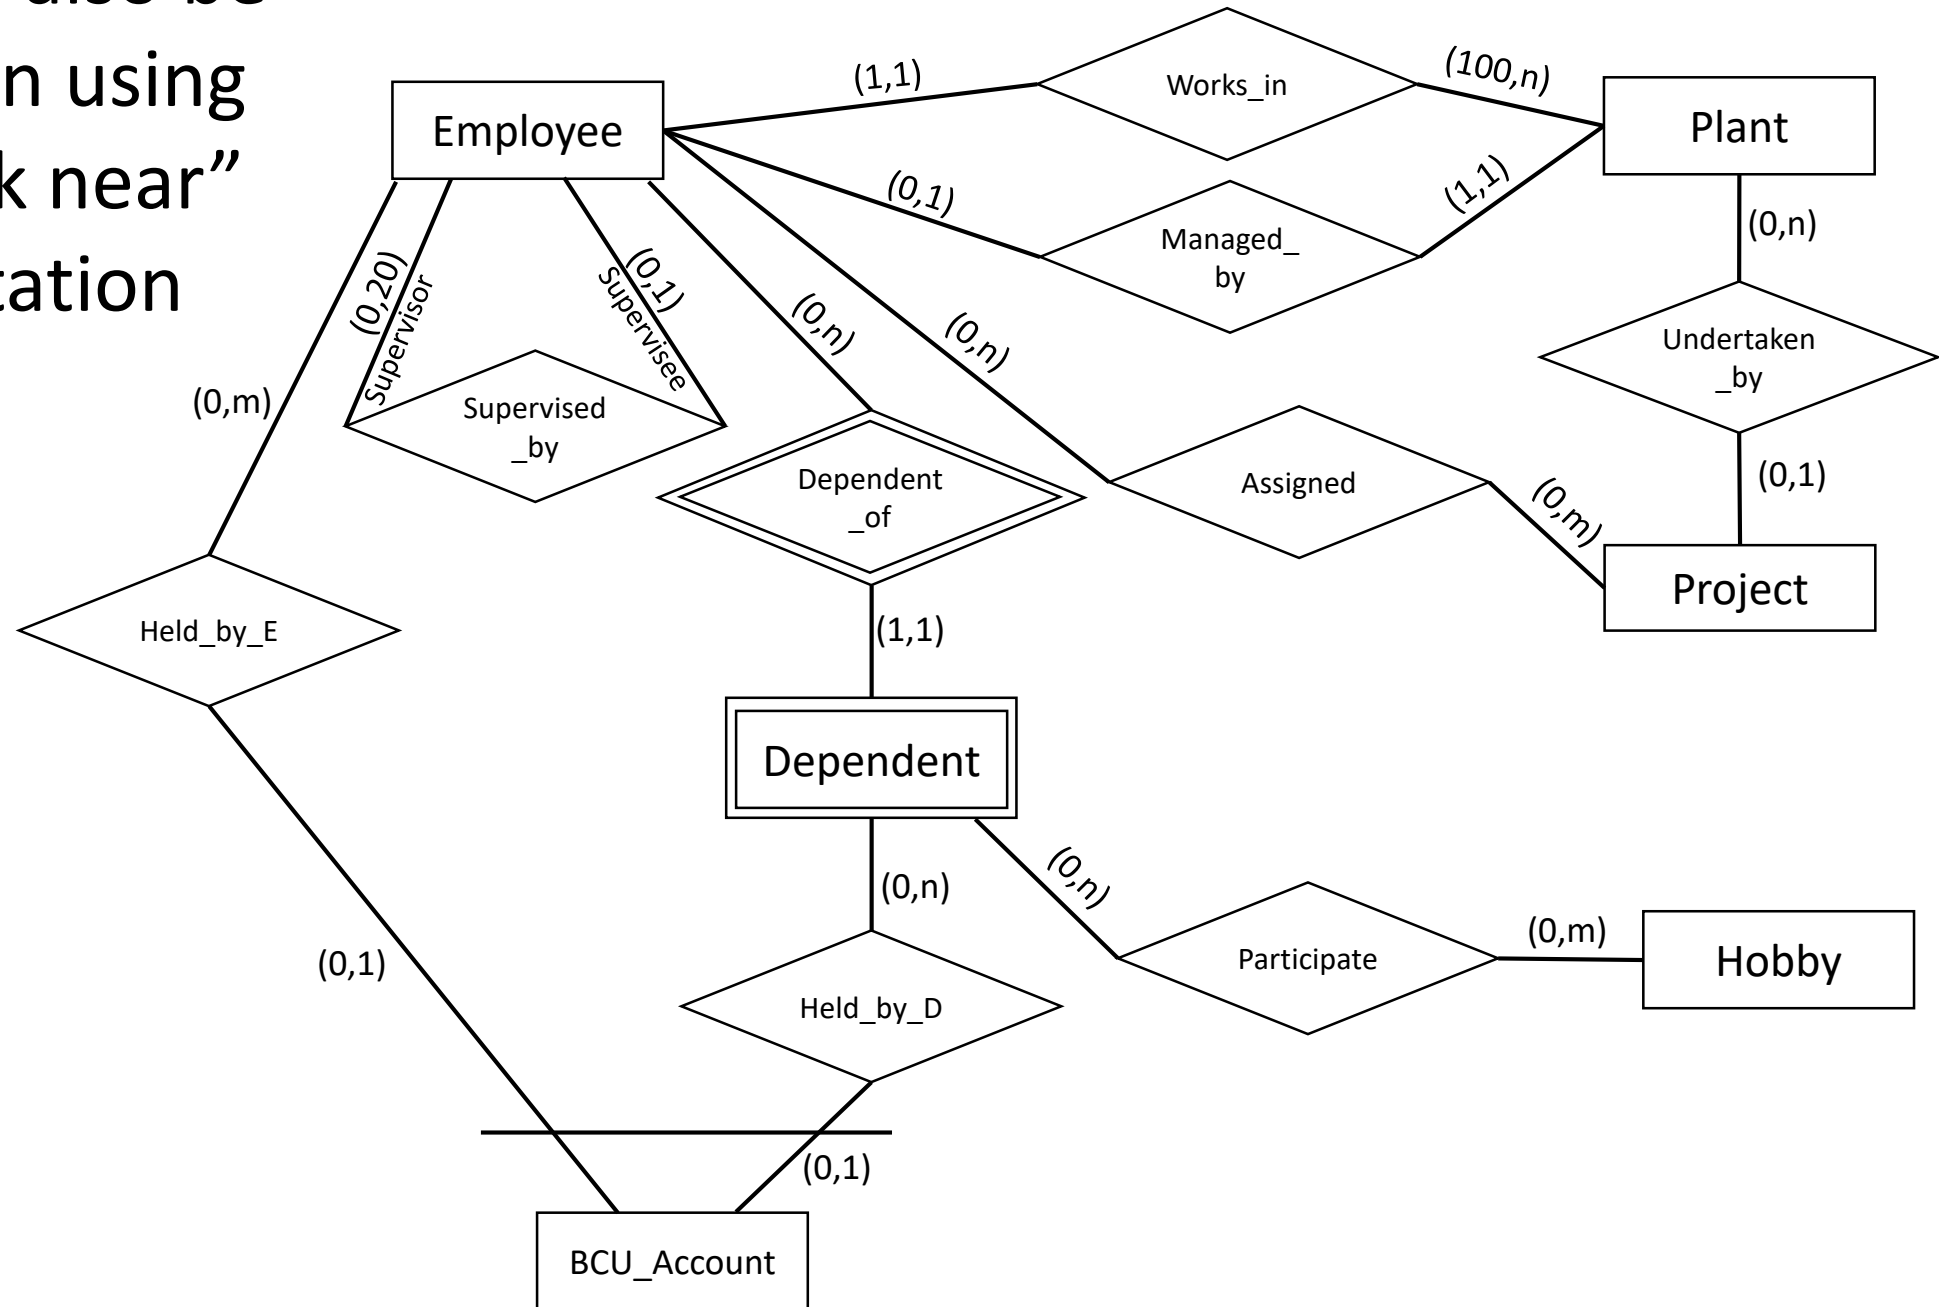 also be
n using
k near”
tation
Employee
(1,1)
Works_in
(100,n)
Plant
(0,1)
Managed_
by
(1,1)
(0,n)
(0,20)
Supervisor
(0,1)
Supervisee
(0,n)
(0,n)
Undertaken
_by
(0,m)
Supervised
_by
Dependent
_of
Assigned
(0,m)
(0,1)
Project
Held_by_E
(1,1)
Dependent
(0,n)
(0,n)
Participate
(0,m)
Hobby
(0,1)
Held_by_D
(0,1)
BCU_Account